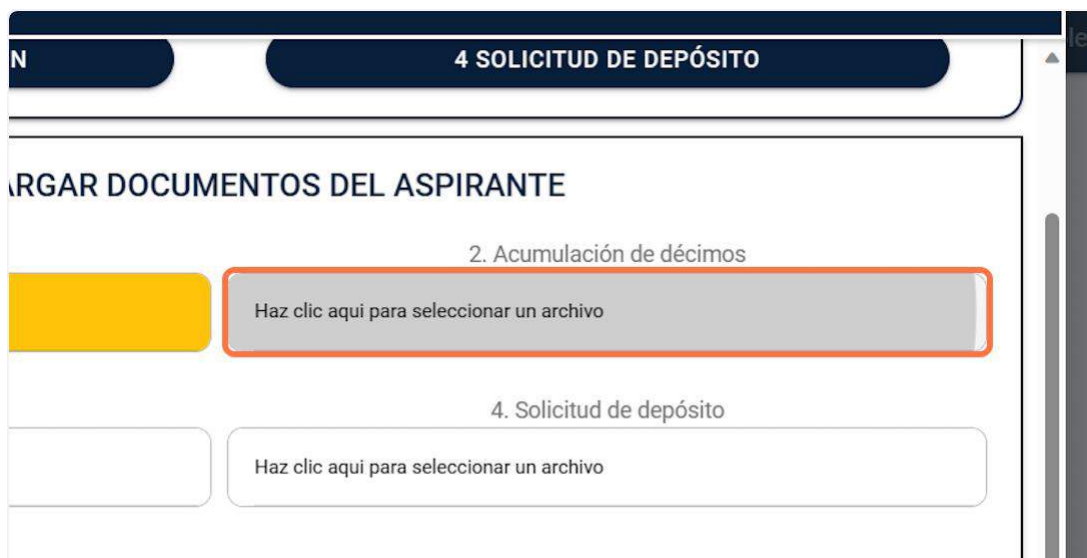 N
4 SOLICITUD DE DEPÓSITO
le
RGAR DOCUMENTOS DEL ASPIRANTE
2. Acumulación de décimos
Haz clic aqui para seleccionar un archivo
4. Solicitud de depósito
Haz clic aqui para seleccionar un archivo